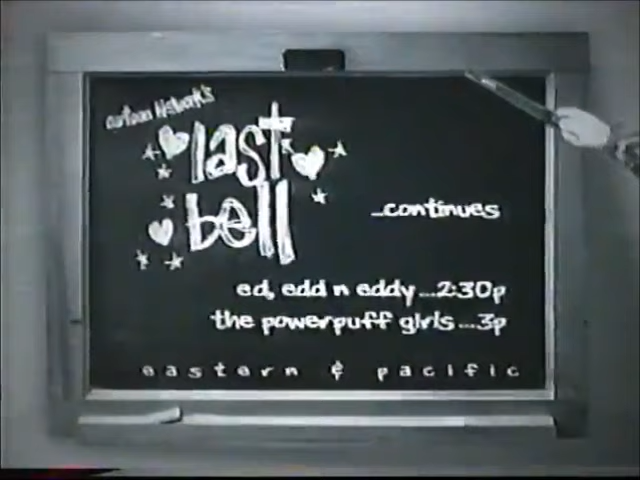 cartoon network's
last
bell
...continues
ed, edd n eddy...2:30p
the powerpuff girls...3p
eastern & pacific